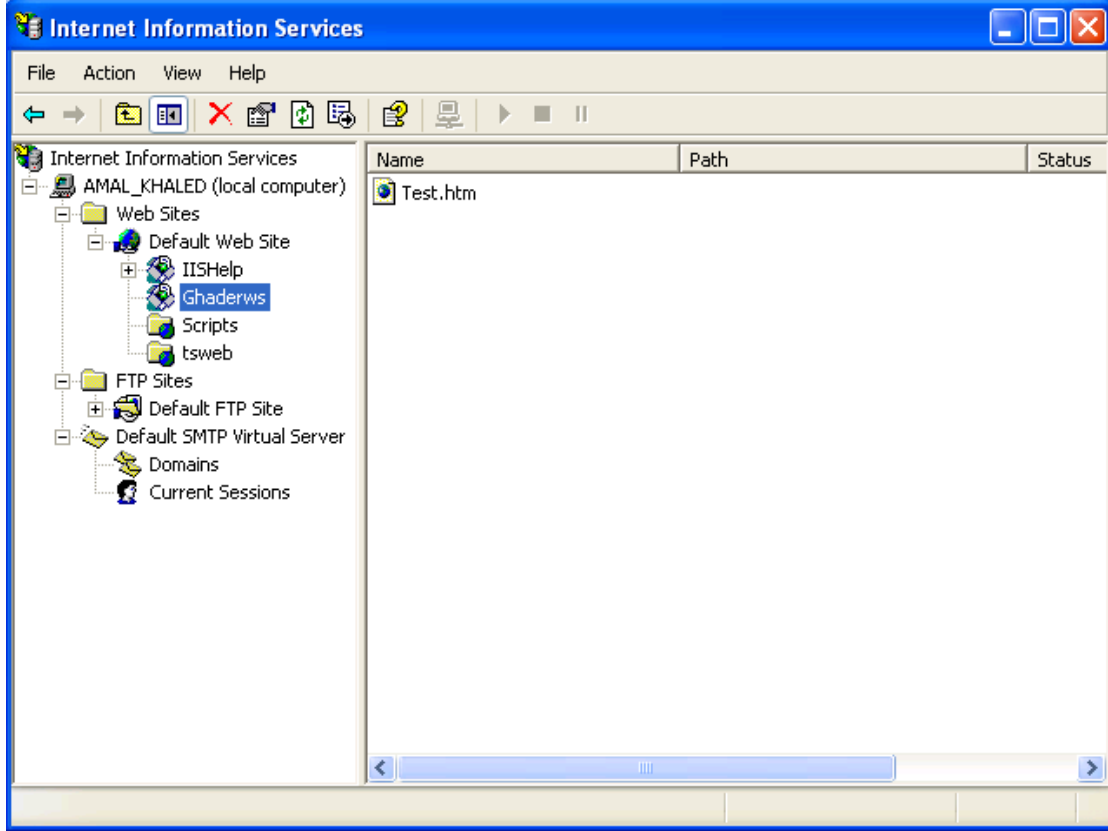 Internet Information Services
File Action View Help
Internet Information Services
AMAL_KHALED (local computer)
Web Sites
Default Web Site
IISHelp
Ghaderws
Scripts
tsweb
FTP Sites
Default FTP Site
Default SMTP Virtual Server
Domains
Current Sessions
Name Path Status
Test.htm